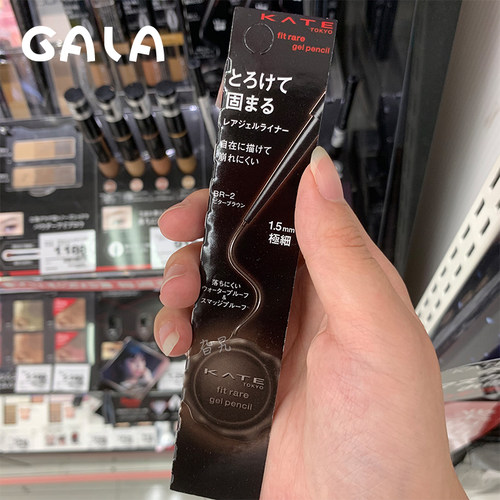 GALA
KATE
TOKYO
fit rare
gel pencil
とろけて
固まる
レアジェルライナー
自在に描けて
崩れにくい
BR-2
ビターブラウン
1.5mm
極細
落ちにくい
ウォータープルーフ
&
スマッジプルーフ
KATE
TOKYO
fit rare
gel pencil